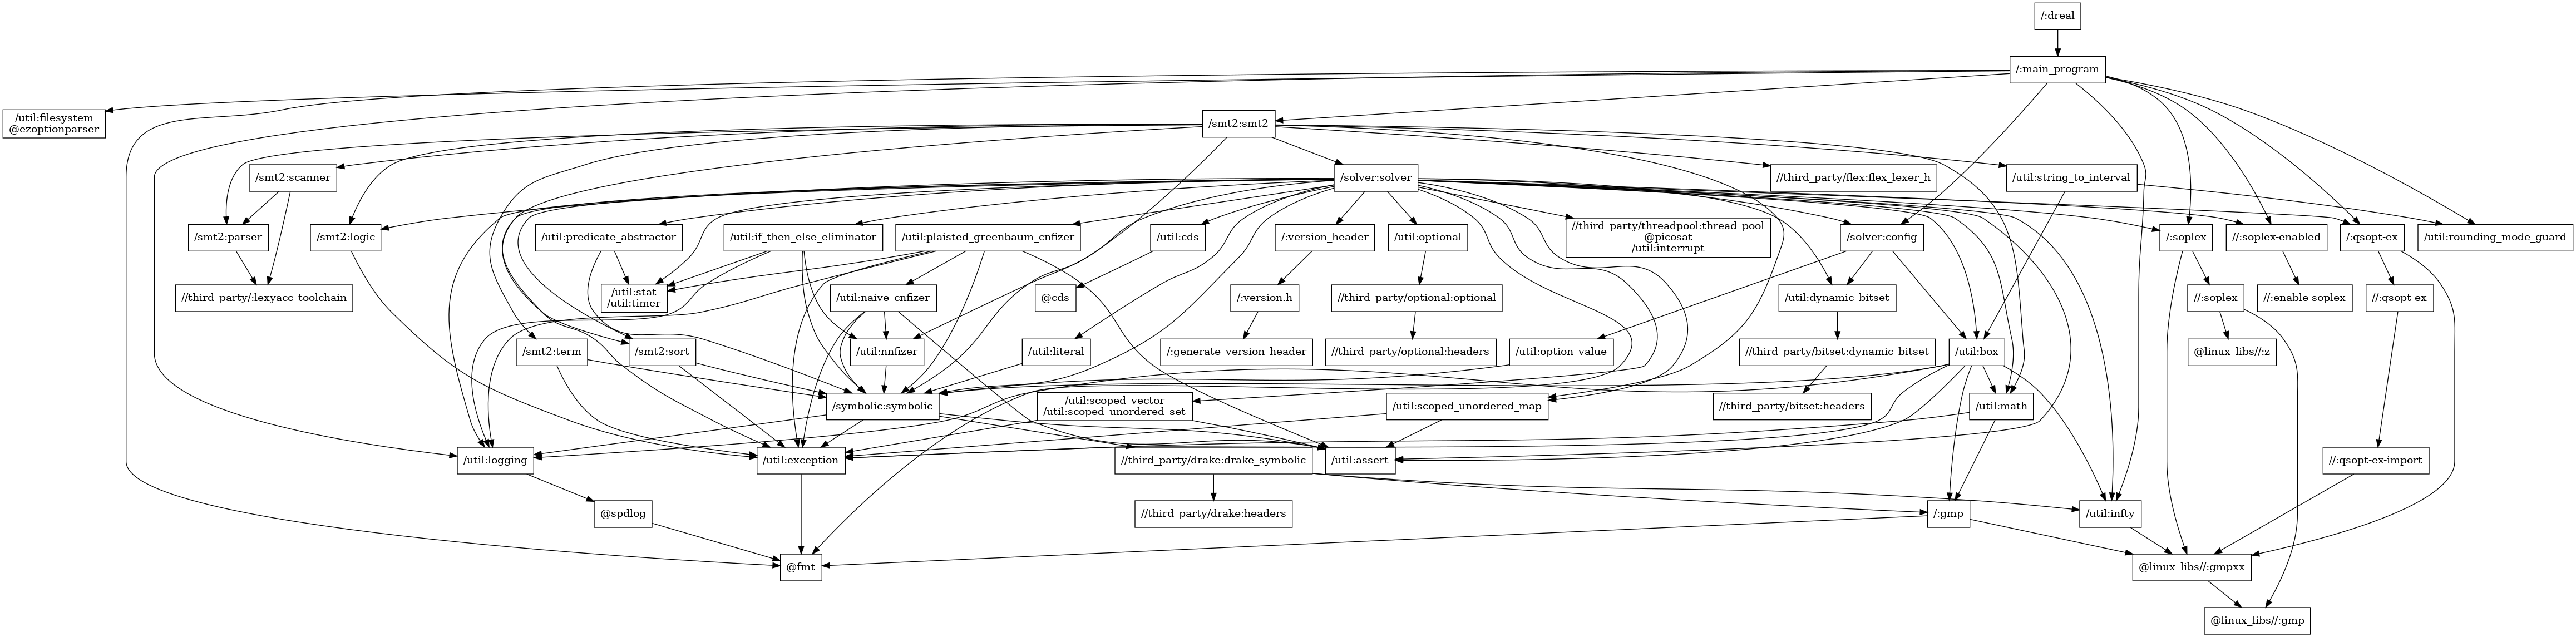 /:dreal
/:main_program
/util:filesystem
@ezoptionparser
/smt2:smt2
/smt2:scanner
/solver:solver
//third_party/flex:flex_lexer_h
/util:string_to_interval
/smt2:parser
/smt2:logic
/util:predicate_abstractor
/util:if_then_else_eliminator
/util:plaisted_greenbaum_cnfizer
/util:cds
/:version_header
/util:optional
//third_party/threadpool:thread_pool
@picosat
/util:interrupt
/solver:config
/:soplex
//:soplex-enabled
/:qsopt-ex
/util:rounding_mode_guard
//third_party/:lexyacc_toolchain
/util:stat
/util:timer
/util:naive_cnfizer
@cds
/:version.h
//third_party/optional:optional
/util:dynamic_bitset
//:soplex
//:enable-soplex
//:qsopt-ex
/smt2:term
/smt2:sort
/util:nnfizer
/util:literal
/:generate_version_header
//third_party/optional:headers
/util:option_value
//third_party/bitset:dynamic_bitset
/util:box
@linux_libs//:z
/symbolic:symbolic
/util:scoped_vector
/util:scoped_unordered_set
/util:scoped_unordered_map
//third_party/bitset:headers
/util:math
/util:logging
/util:exception
//third_party/drake:drake_symbolic
/util:assert
//:qsopt-ex-import
@spdlog
//third_party/drake:headers
/:gmp
/util:infty
@fmt
@linux_libs//:gmpxx
@linux_libs//:gmp